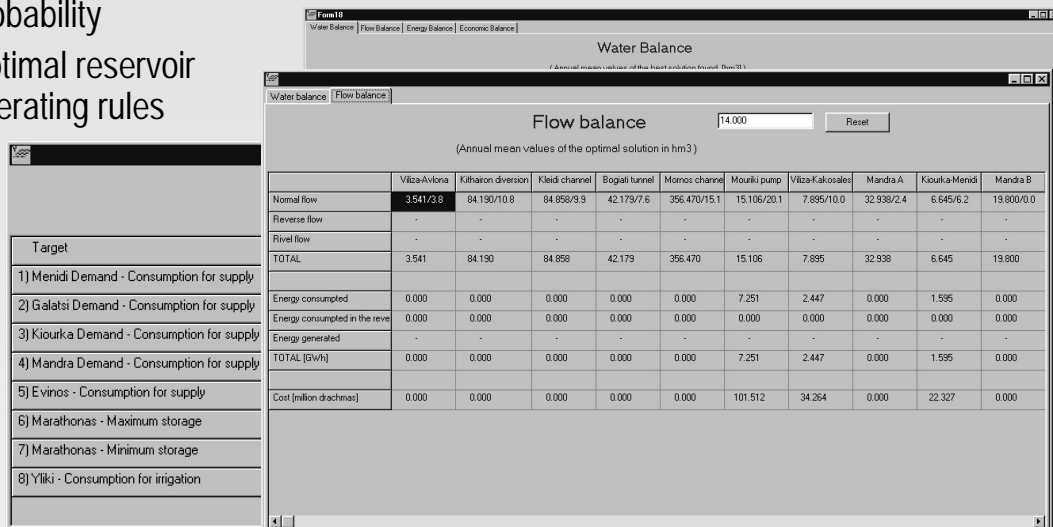 obability
ptimal reservoir
erating rules
Form18
Water Balance Flow Balance Energy Balance Economic Balance
Water Balance
( Annual mean values of the best solution found, [hm3] )
Water balance Flow balance
Flow balance 14.000 Reset
(Annual mean values of the optimal solution in hm3 )
Viliza-Avlona Kithairon diversion Kleidi channel Bogiati tunnel Mornos channe Mouriki pump Viliza-Kakosales Mandra A Kiourka-Menidi Mandra B
Normal flow 3.541/3.8 84.190/10.8 84.858/9.9 42.179/7.6 356.470/15.1 15.106/20.1 7.895/10.0 32.938/2.4 6.645/6.2 19.800/0.0
Reverse flow - - - - - - - - - -
Rivel flow - - - - - - - - - -
TOTAL 3.541 84.190 84.858 42.179 356.470 15.106 7.895 32.938 6.645 19.800
Energy consumpted 0.000 0.000 0.000 0.000 0.000 7.251 2.447 0.000 1.595 0.000
Energy consumpted in the reve 0.000 0.000 0.000 0.000 0.000 0.000 0.000 0.000 0.000 0.000
Energy generated - - - - - - - - - -
TOTAL [GWh] 0.000 0.000 0.000 0.000 0.000 7.251 2.447 0.000 1.595 0.000
Cost [million drachmas] 0.000 0.000 0.000 0.000 0.000 101.512 34.264 0.000 22.327 0.000
Target
1) Menidi Demand - Consumption for supply
2) Galatsi Demand - Consumption for supply
3) Kiourka Demand - Consumption for supply
4) Mandra Demand - Consumption for supply
5) Evinos - Consumption for supply
6) Marathonas - Maximum storage
7) Marathonas - Minimum storage
8) Yliki - Consumption for irrigation